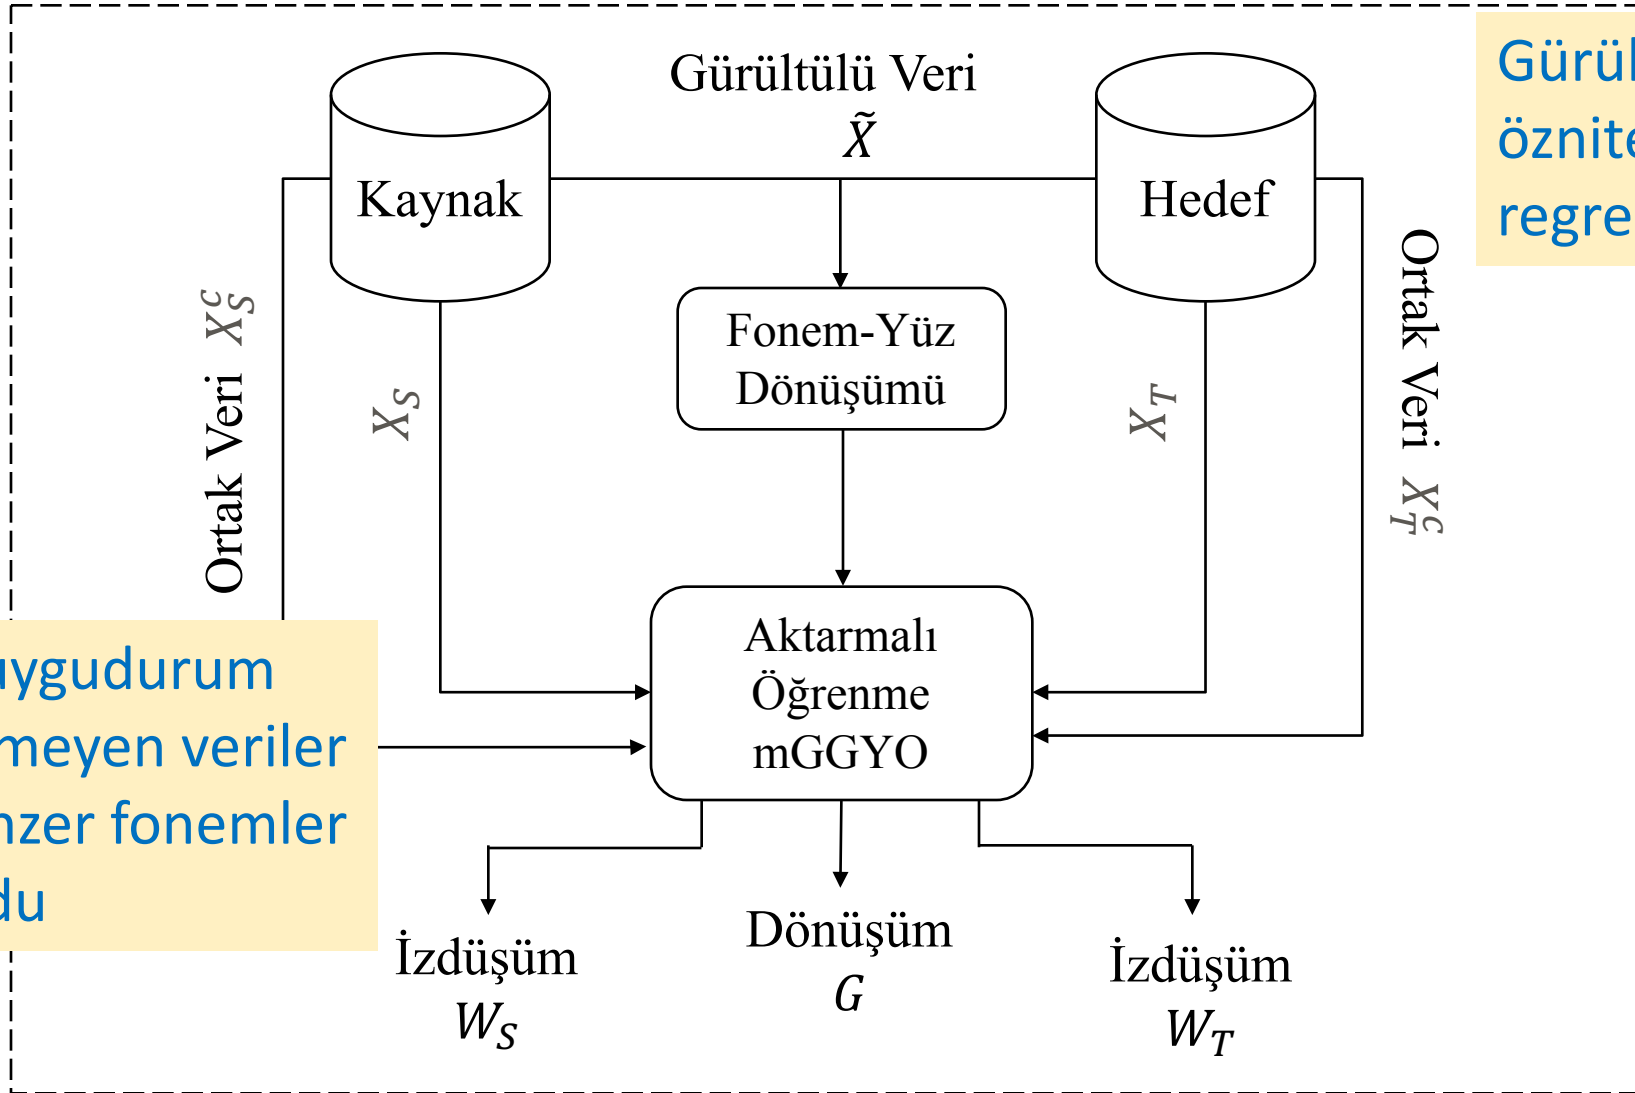 Gürültülü Veri
X̃
Kaynak
Hedef
Ortak Veri X_S^c
X_S
Fonem-Yüz
Dönüşümü
X_T
Ortak Veri X_T^c
Aktarmalı
Öğrenme
mGGYO
İzdüşüm
W_S
Dönüşüm
G
İzdüşüm
W_T